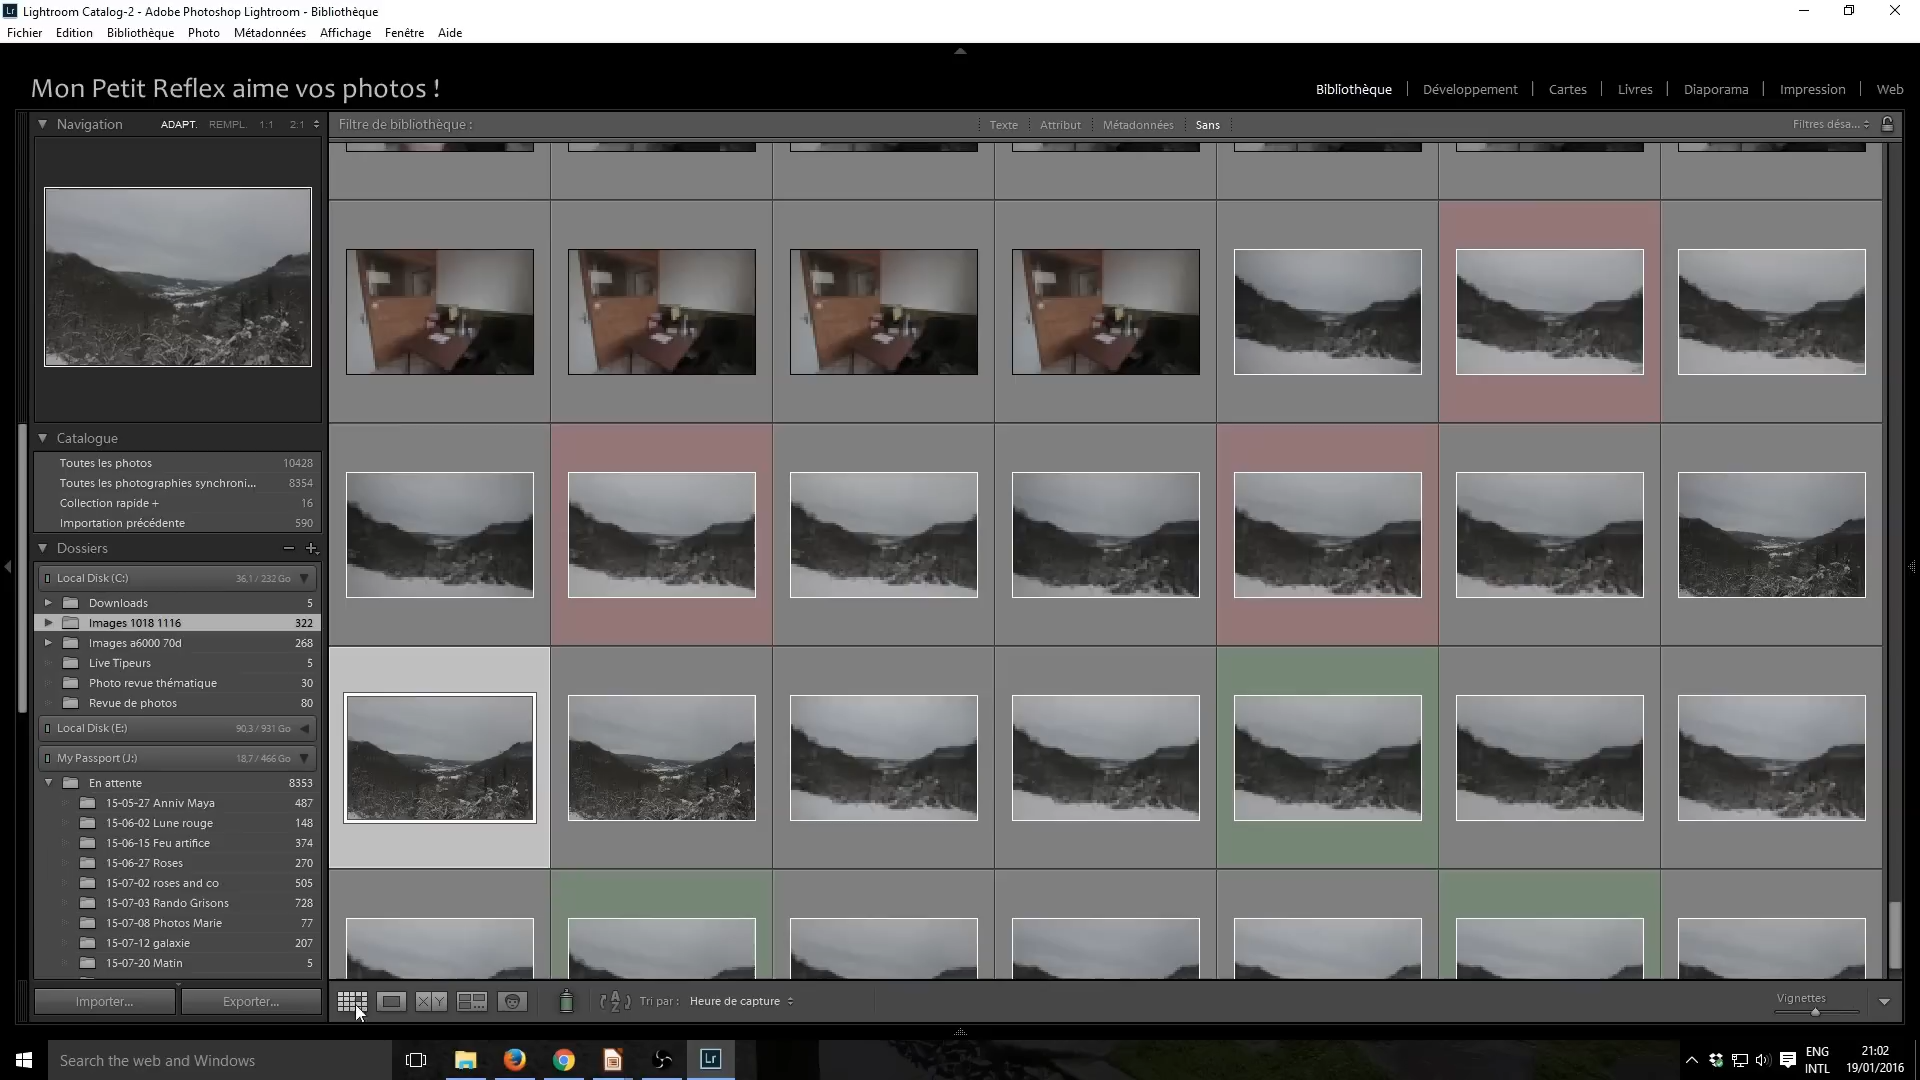 Lightroom Catalog-2 - Adobe Photoshop Lightroom - Bibliothèque
Fichier Edition Bibliothèque Photo Métadonnées Affichage Fenêtre Aide
Mon Petit Reflex aime vos photos !
Bibliothèque | Développement | Cartes | Livres | Diaporama | Impression | Web
Navigation ADAPT. REMPL. 1:1 2:1
Filtre de bibliothèque : Texte Attribut Métadonnées Sans Filtres désa...
Catalogue
Toutes les photos 10428
Toutes les photographies synchroni... 8354
Collection rapide + 16
Importation précédente 590
Dossiers
Local Disk (C:) 36,1 / 232 Go
Downloads 5
Images 1018 1116 322
Images a6000 70d 268
Live Tipeurs 5
Photo revue thématique 30
Revue de photos 80
Local Disk (E:) 90,3 / 931 Go
My Passport (J:) 18,7 / 466 Go
En attente 8353
15-05-27 Anniv Maya 487
15-06-02 Lune rouge 148
15-06-15 Feu artifice 374
15-06-27 Roses 270
15-07-02 roses and co 505
15-07-03 Rando Grisons 728
15-07-08 Photos Marie 77
15-07-12 galaxie 207
15-07-20 Matin 5
Importer... Exporter...
XY
Tri par : Heure de capture
Vignettes
Search the web and Windows
Lr
ENG
INTL
21:02
19/01/2016